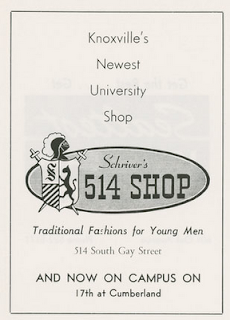 Knoxville's
Newest
University
Shop
Schriver's
514 SHOP
S
Traditional Fashions for Young Men
514 South Gay Street
AND NOW ON CAMPUS ON
17th at Cumberland